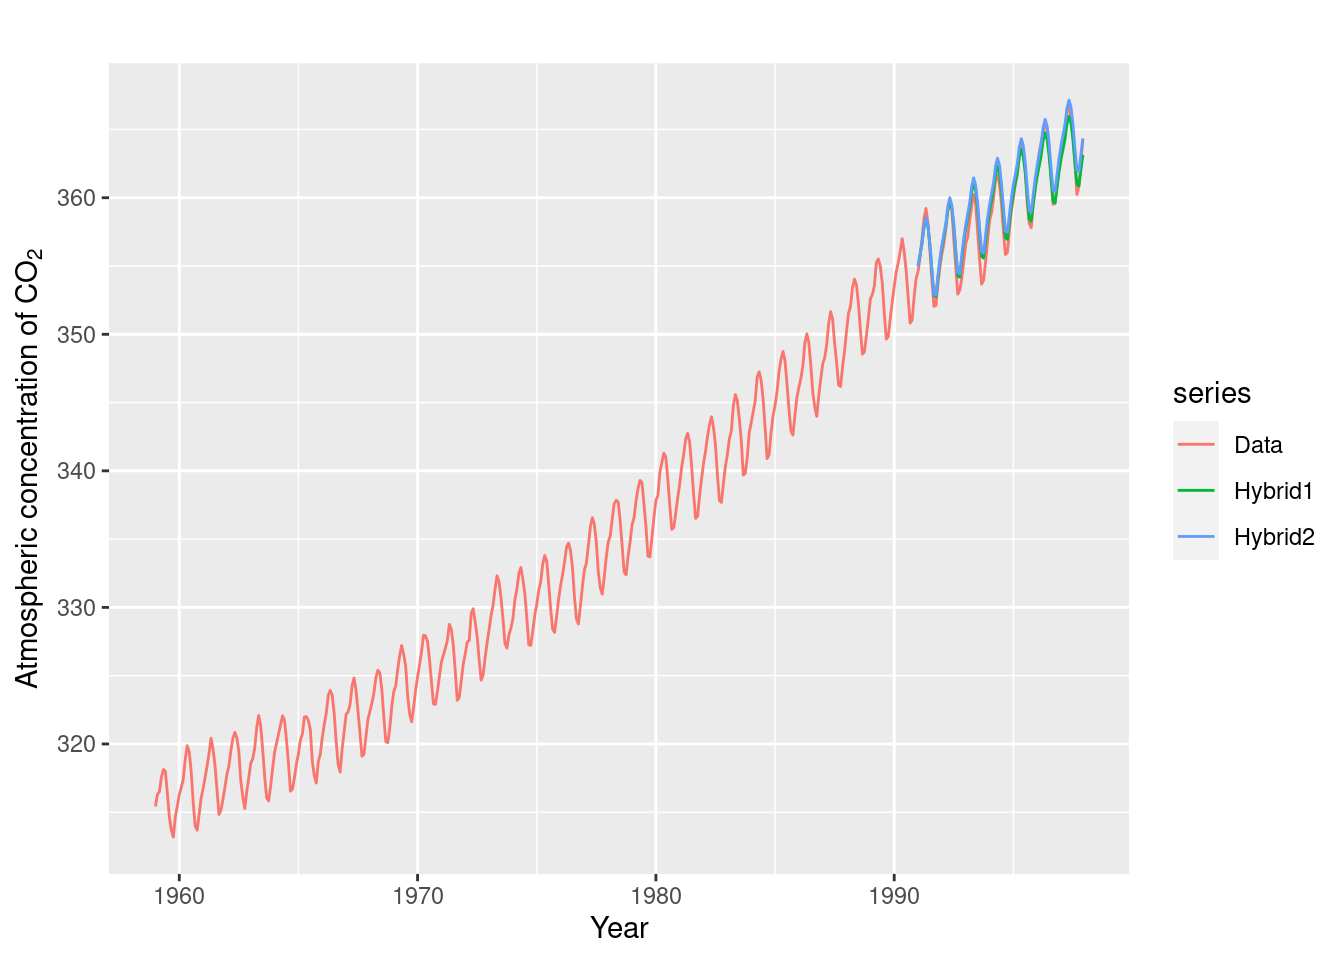 360
350
340
330
320
1960 1970 1980 1990
Year
Atmospheric concentration of CO₂
series
Data
Hybrid1
Hybrid2